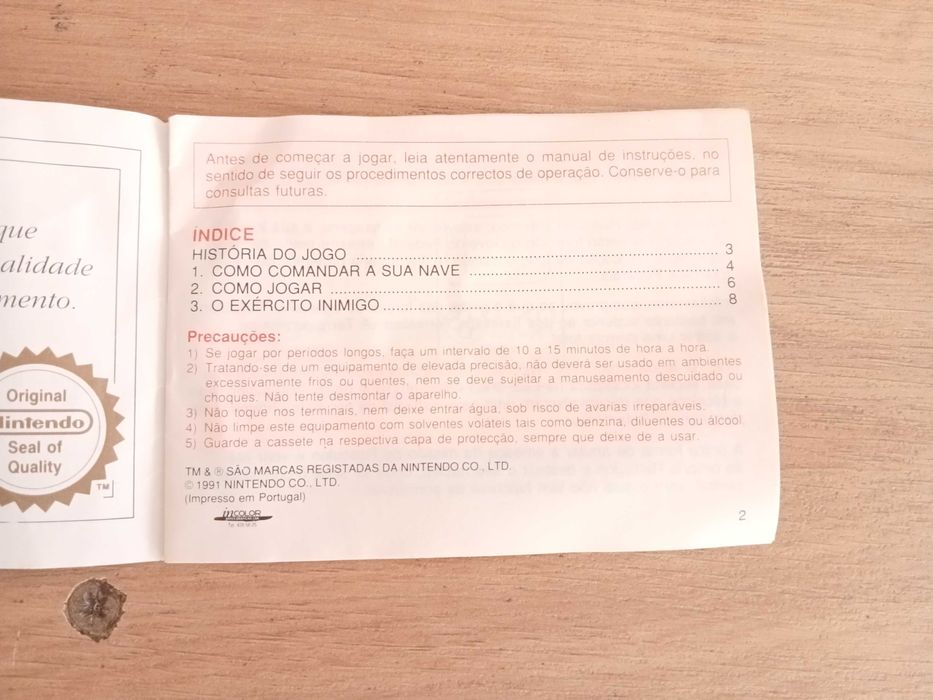 que
alidade
mento.
Original
Nintendo
Seal of
Quality
TM
Antes de começar a jogar, leia atentamente o manual de instruções, no
sentido de seguir os procedimentos correctos de operação. Conserve-o para
consultas futuras.
ÍNDICE
HISTÓRIA DO JOGO ........ 3
1. COMO COMANDAR A SUA NAVE ........ 4
2. COMO JOGAR ........ 6
3. O EXÉRCITO INIMIGO ........ 8
Precauções:
1) Se jogar por períodos longos, faça um intervalo de 10 a 15 minutos de hora a hora.
2) Tratando-se de um equipamento de elevada precisão, não deverá ser usado em ambientes
excessivamente frios ou quentes, nem se deve sujeitar a manuseamento descuidado ou
choques. Não tente desmontar o aparelho.
3) Não toque nos terminais, nem deixe entrar água, sob risco de avarias irreparáveis.
4) Não limpe este equipamento com solventes volateis tais como benzina, diluentes ou álcool.
5) Guarde a cassete na respectiva capa de protecção, sempre que deixe de a usar.
TM & ® SÃO MARCAS REGISTADAS DA NINTENDO CO., LTD.
© 1991 NINTENDO CO., LTD.
(Impresso em Portugal)
inCOLOR
2